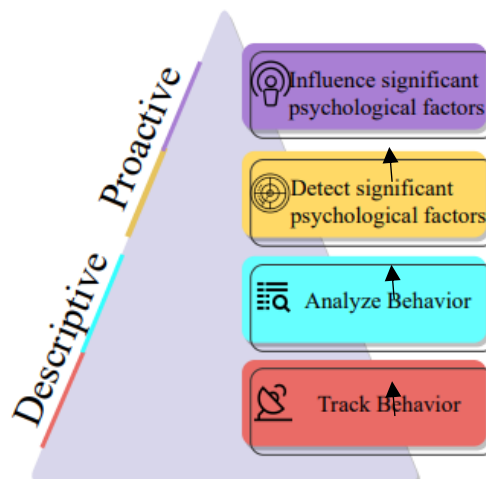 Proactive
Descriptive
Influence significant
psychological factors
Detect significant
psychological factors
Analyze Behavior
Track Behavior